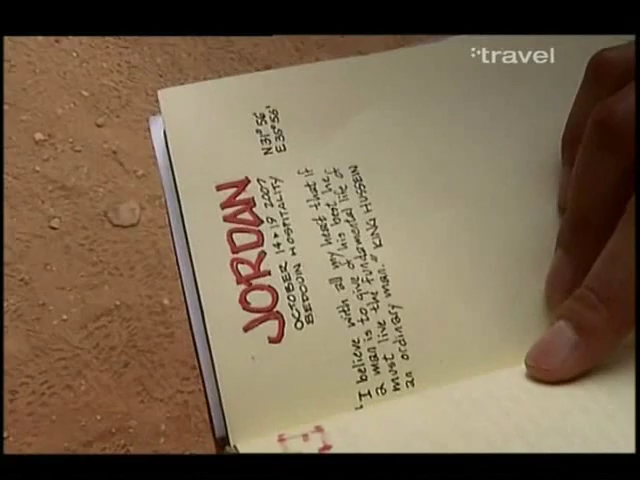 travel
JORDAN
OCTOBER 14▸19 2007
BEDOUIN HOSPITALITY
N31°56,
E35°56'
"I believe with all my heart that if
a man is to give of his best he
must live the fundamental life of
an ordinary man." KING HUSSEIN